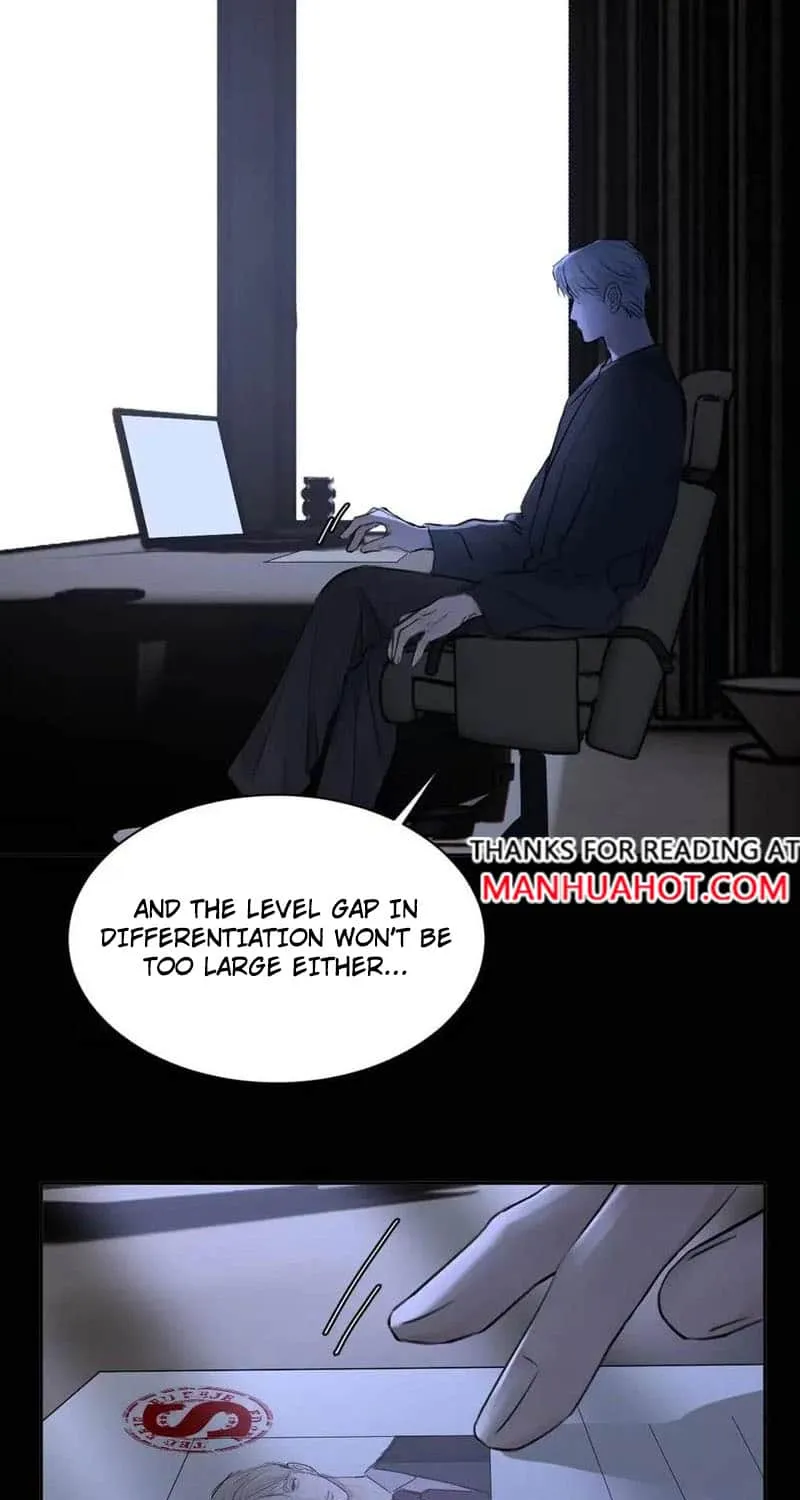 THANKS FOR READING AT
MANHUAHOT.COM
AND THE LEVEL GAP IN
DIFFERENTIATION WON'T BE
TOO LARGE EITHER...
S